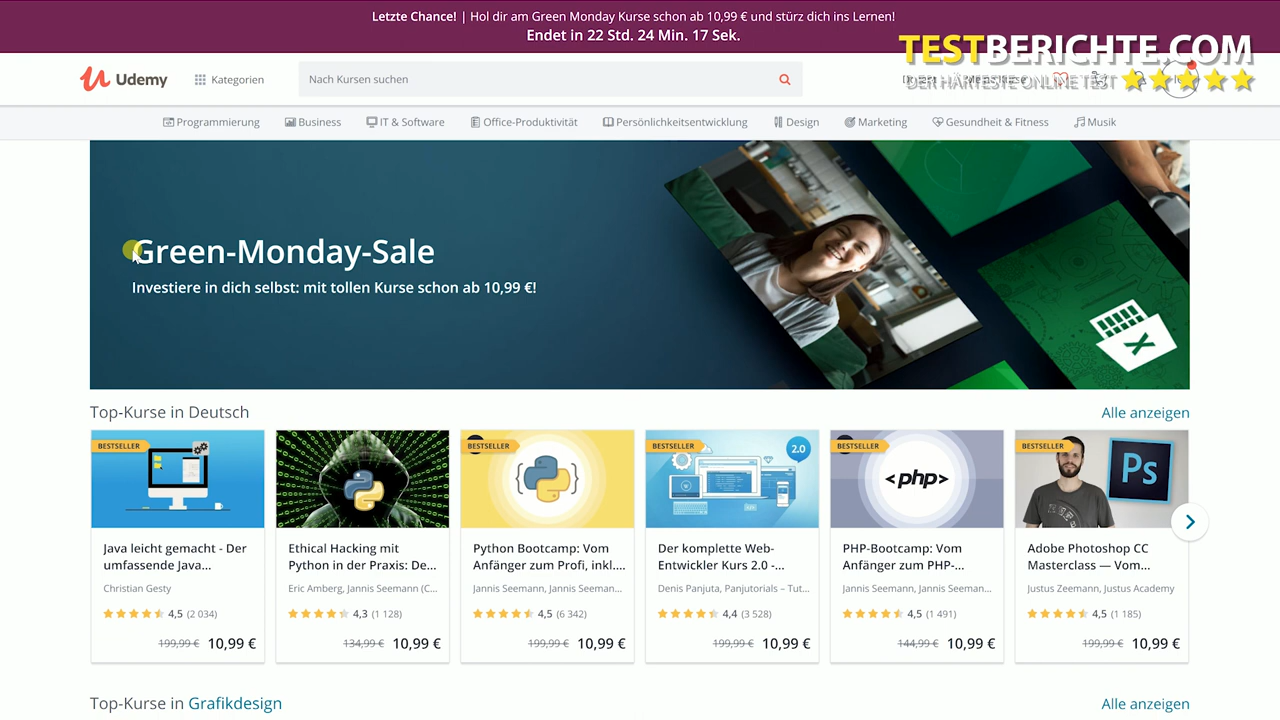 Letzte Chance! | Hol dir am Green Monday Kurse schon ab 10,99 € und stürz dich ins Lernen!
Endet in 22 Std. 24 Min. 17 Sek.
TESTBERICHTE.COM
DER HÄRTESTE ONLINE TEST
Udemy
Kategorien
Nach Kursen suchen
Programmierung
Business
IT & Software
Office-Produktivität
Persönlichkeitsentwicklung
Design
Marketing
Gesundheit & Fitness
Musik
Green-Monday-Sale
Investiere in dich selbst: mit tollen Kurse schon ab 10,99 €!
Top-Kurse in Deutsch
Alle anzeigen
BESTSELLER
Java leicht gemacht - Der
umfassende Java...
Christian Gesty
4,5 (2 034)
199,99 € 10,99 €
Ethical Hacking mit
Python in der Praxis: De...
Eric Amberg, Jannis Seemann (C...
4,3 (1 128)
134,99 € 10,99 €
BESTSELLER
Python Bootcamp: Vom
Anfänger zum Profi, inkl....
Jannis Seemann, Jannis Seeman...
4,5 (6 342)
199,99 € 10,99 €
BESTSELLER
2.0
Der komplette Web-
Entwickler Kurs 2.0 -...
Denis Panjuta, Panjutorials – Tut...
4,4 (3 528)
199,99 € 10,99 €
BESTSELLER
<php>
PHP-Bootcamp: Vom
Anfänger zum PHP-...
Jannis Seemann, Jannis Seeman...
4,5 (1 491)
144,99 € 10,99 €
BESTSELLER
Ps
Adobe Photoshop CC
Masterclass — Vom...
Justus Zeemann, Justus Academy
4,5 (1 185)
199,99 € 10,99 €
Top-Kurse in Grafikdesign
Alle anzeigen